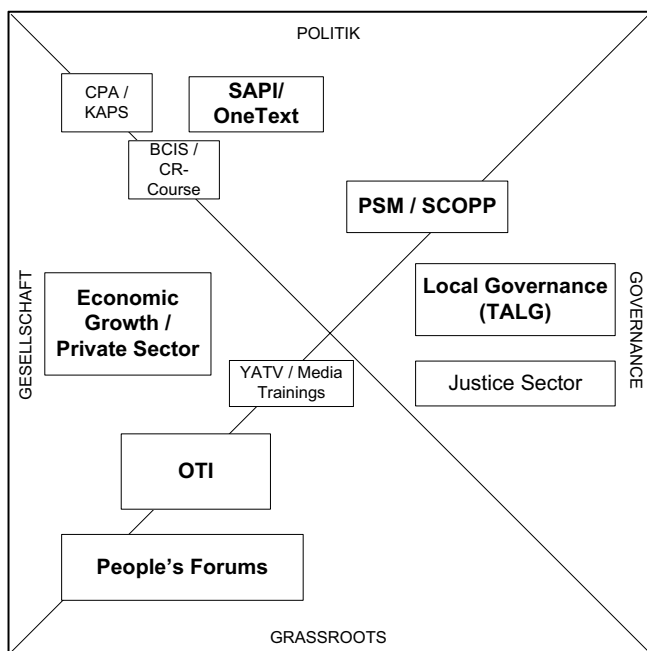 POLITIK
CPA /
KAPS
SAPI/
OneText
BCIS /
CR-
Course
PSM / SCOPP
GESELLSCHAFT
Economic
Growth /
Private Sector
Local Governance
(TALG)
GOVERNANCE
YATV / Media
Trainings
Justice Sector
OTI
People’s Forums
GRASSROOTS